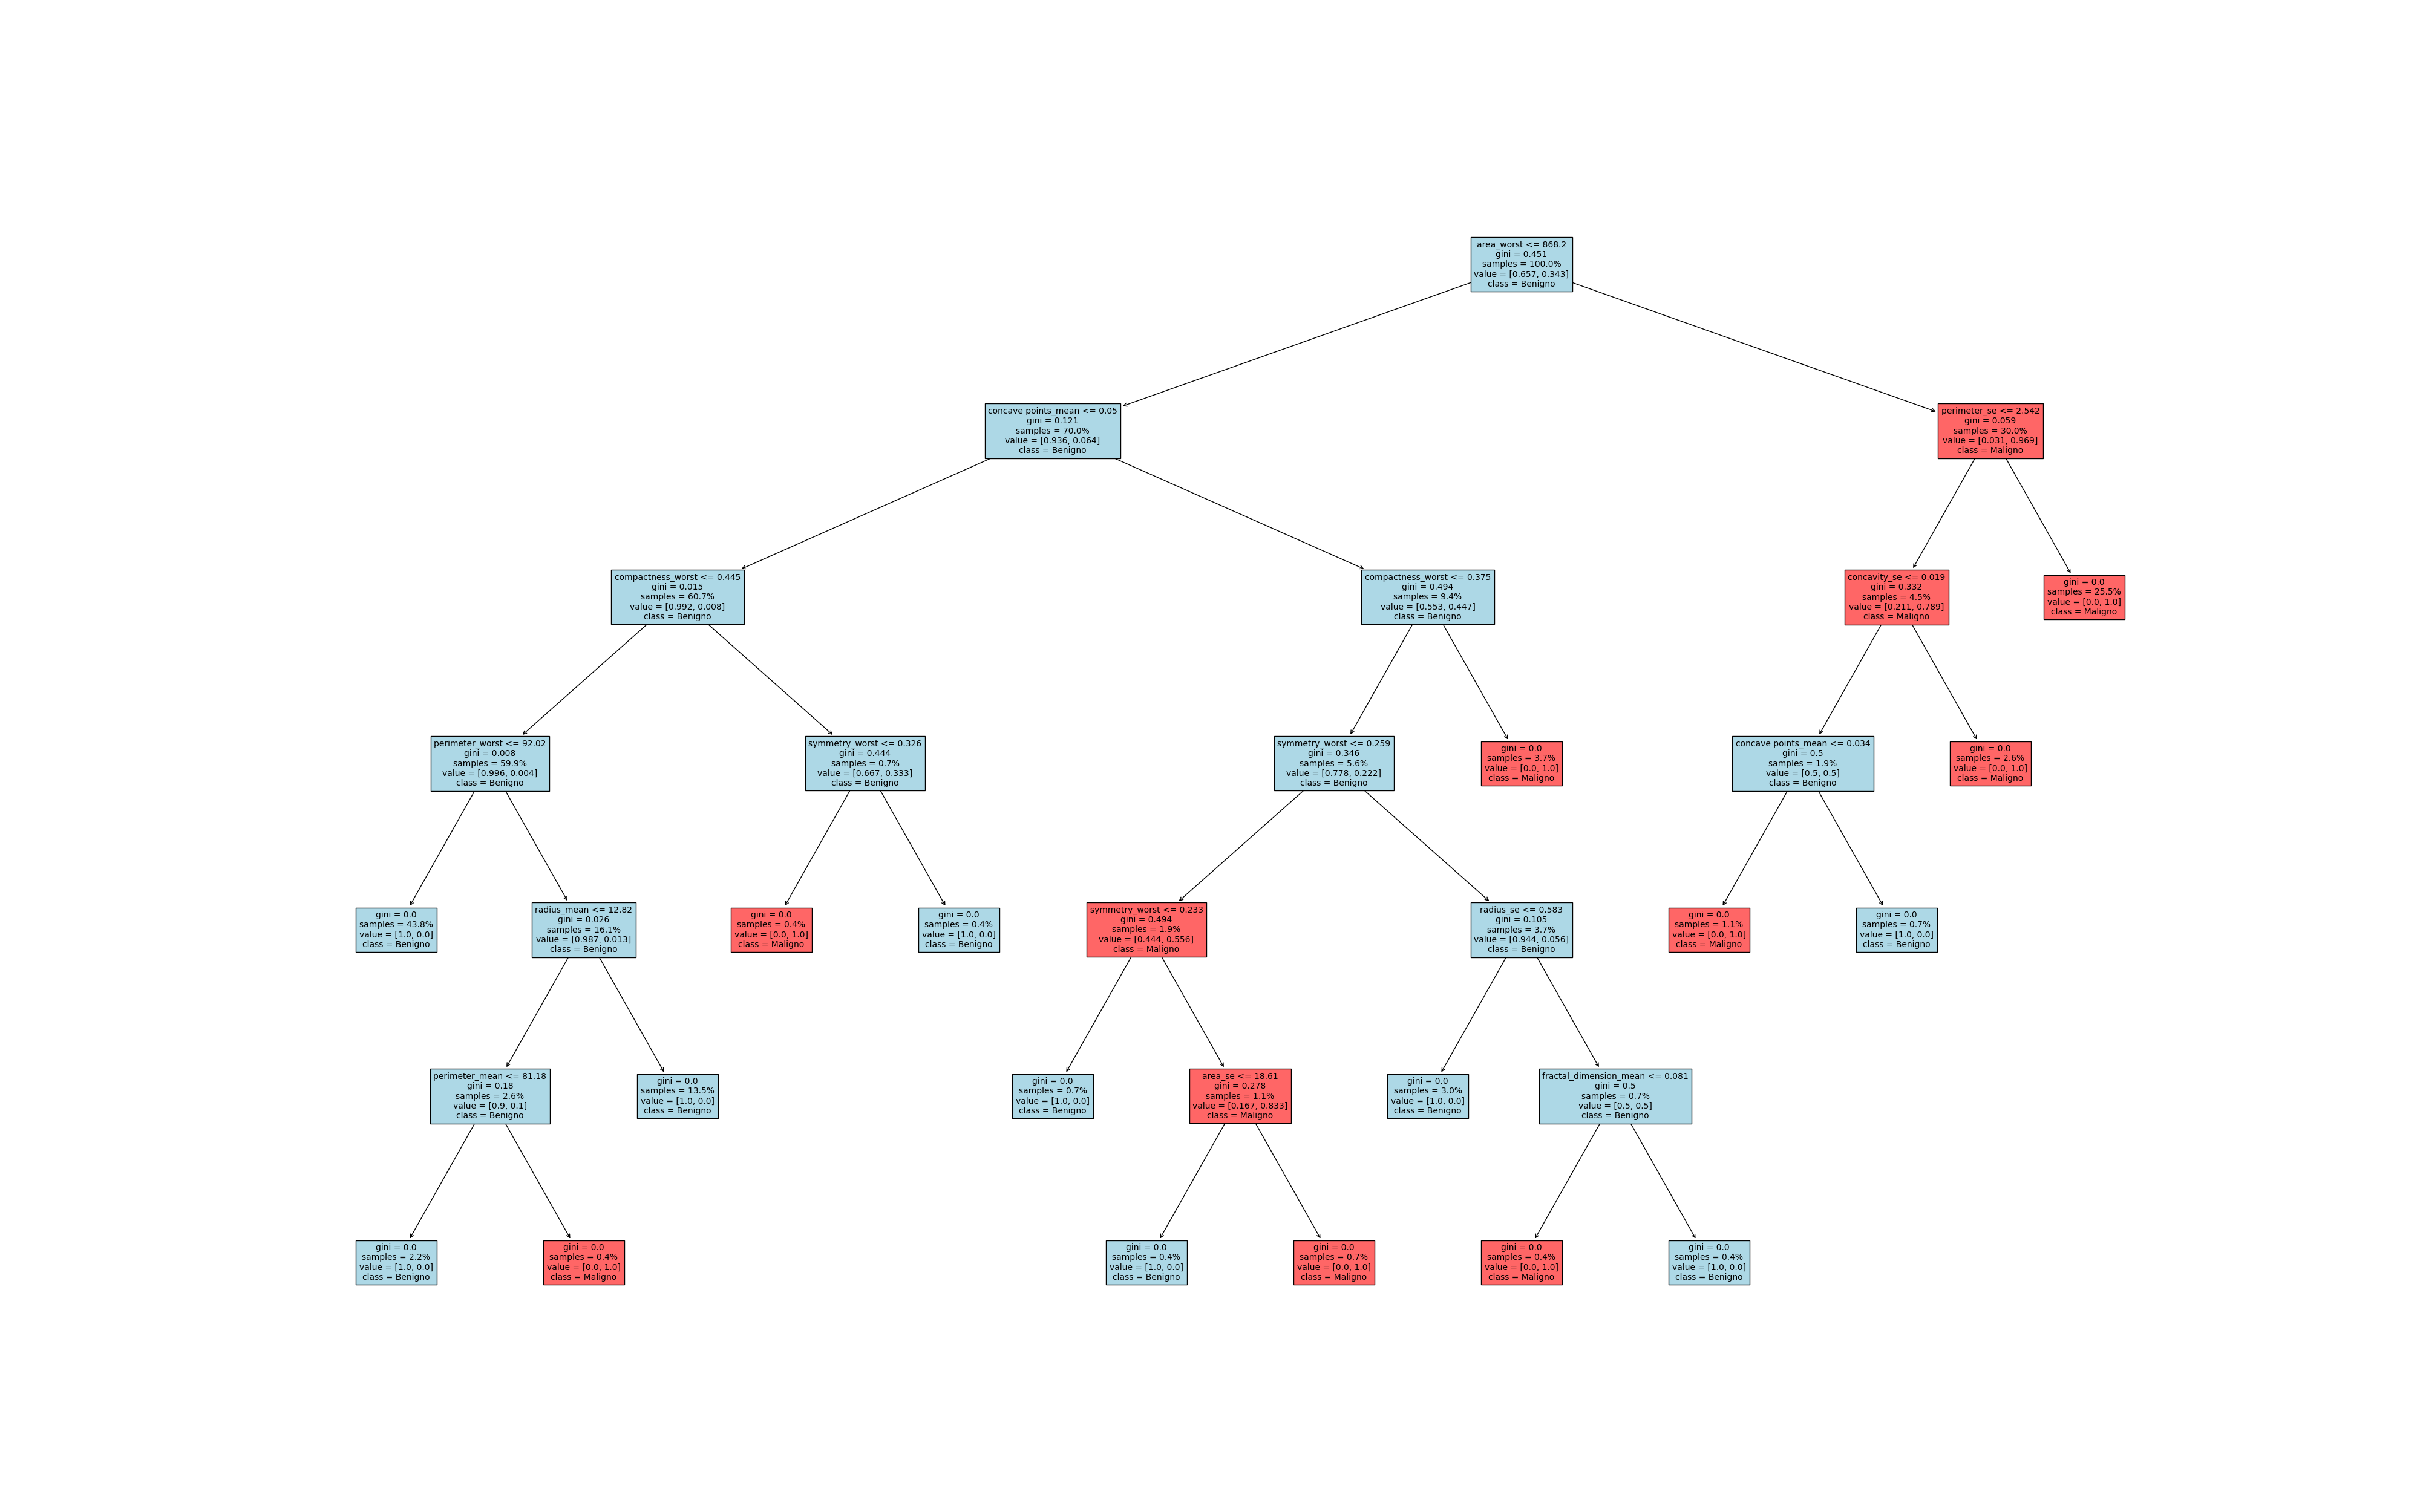 area_worst <= 868.2
gini = 0.451
samples = 100.0%
value = [0.657, 0.343]
class = Benigno
concave points_mean <= 0.05
gini = 0.121
samples = 70.0%
value = [0.936, 0.064]
class = Benigno
perimeter_se <= 2.542
gini = 0.059
samples = 30.0%
value = [0.031, 0.969]
class = Maligno
compactness_worst <= 0.445
gini = 0.015
samples = 60.7%
value = [0.992, 0.008]
class = Benigno
compactness_worst <= 0.375
gini = 0.494
samples = 9.4%
value = [0.553, 0.447]
class = Benigno
concavity_se <= 0.019
gini = 0.332
samples = 4.5%
value = [0.211, 0.789]
class = Maligno
gini = 0.0
samples = 25.5%
value = [0.0, 1.0]
class = Maligno
perimeter_worst <= 92.02
gini = 0.008
samples = 59.9%
value = [0.996, 0.004]
class = Benigno
symmetry_worst <= 0.326
gini = 0.444
samples = 0.7%
value = [0.667, 0.333]
class = Benigno
symmetry_worst <= 0.259
gini = 0.346
samples = 5.6%
value = [0.778, 0.222]
class = Benigno
gini = 0.0
samples = 3.7%
value = [0.0, 1.0]
class = Maligno
concave points_mean <= 0.034
gini = 0.5
samples = 1.9%
value = [0.5, 0.5]
class = Benigno
gini = 0.0
samples = 2.6%
value = [0.0, 1.0]
class = Maligno
gini = 0.0
samples = 43.8%
value = [1.0, 0.0]
class = Benigno
radius_mean <= 12.82
gini = 0.026
samples = 16.1%
value = [0.987, 0.013]
class = Benigno
gini = 0.0
samples = 0.4%
value = [0.0, 1.0]
class = Maligno
gini = 0.0
samples = 0.4%
value = [1.0, 0.0]
class = Benigno
symmetry_worst <= 0.233
gini = 0.494
samples = 1.9%
value = [0.444, 0.556]
class = Maligno
radius_se <= 0.583
gini = 0.105
samples = 3.7%
value = [0.944, 0.056]
class = Benigno
gini = 0.0
samples = 1.1%
value = [0.0, 1.0]
class = Maligno
gini = 0.0
samples = 0.7%
value = [1.0, 0.0]
class = Benigno
perimeter_mean <= 81.18
gini = 0.18
samples = 2.6%
value = [0.9, 0.1]
class = Benigno
gini = 0.0
samples = 13.5%
value = [1.0, 0.0]
class = Benigno
gini = 0.0
samples = 0.7%
value = [1.0, 0.0]
class = Benigno
area_se <= 18.61
gini = 0.278
samples = 1.1%
value = [0.167, 0.833]
class = Maligno
gini = 0.0
samples = 3.0%
value = [1.0, 0.0]
class = Benigno
fractal_dimension_mean <= 0.081
gini = 0.5
samples = 0.7%
value = [0.5, 0.5]
class = Benigno
gini = 0.0
samples = 2.2%
value = [1.0, 0.0]
class = Benigno
gini = 0.0
samples = 0.4%
value = [0.0, 1.0]
class = Maligno
gini = 0.0
samples = 0.4%
value = [1.0, 0.0]
class = Benigno
gini = 0.0
samples = 0.7%
value = [0.0, 1.0]
class = Maligno
gini = 0.0
samples = 0.4%
value = [0.0, 1.0]
class = Maligno
gini = 0.0
samples = 0.4%
value = [1.0, 0.0]
class = Benigno